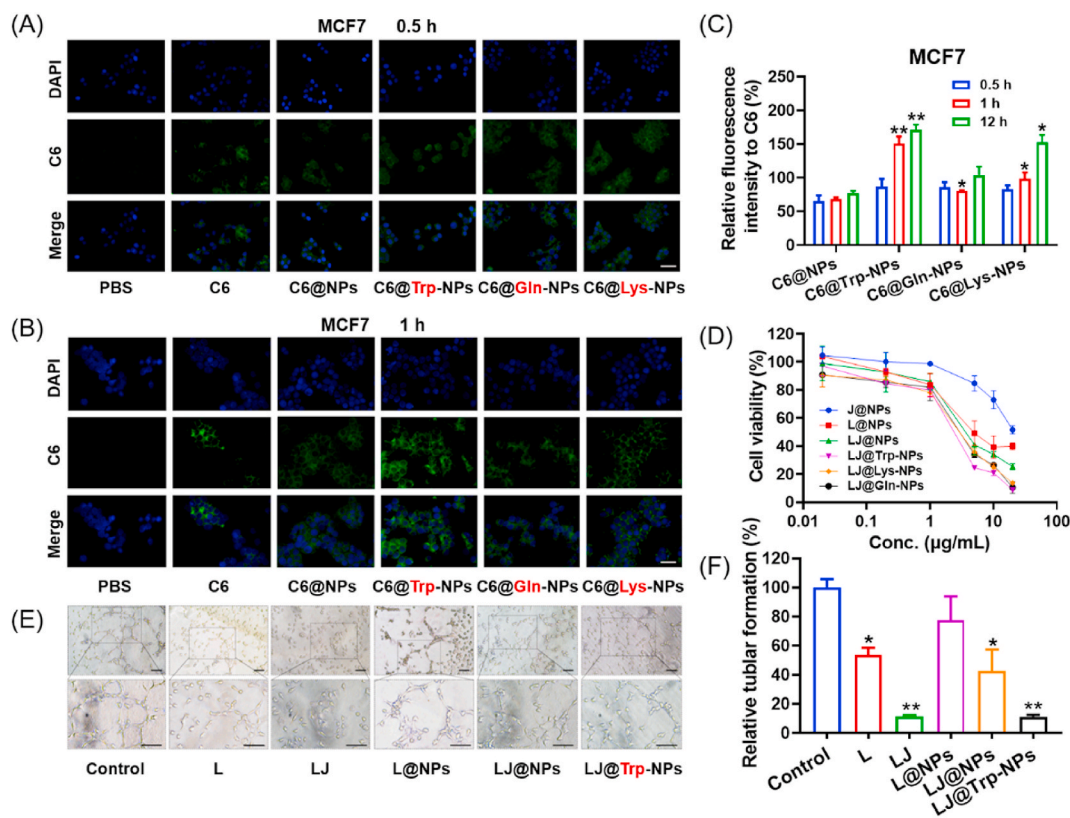 (A)
MCF7 0.5 h
DAPI
C6
Merge
PBS C6 C6@NPs C6@Trp-NPs C6@Gln-NPs C6@Lys-NPs
(B)
MCF7 1 h
DAPI
C6
Merge
PBS C6 C6@NPs C6@Trp-NPs C6@Gln-NPs C6@Lys-NPs
(E)
Control L LJ L@NPs LJ@NPs LJ@Trp-NPs
(C)
MCF7
Relative fluorescence
intensity to C6 (%)
250
200
150
100
50
0
0.5 h
1 h
12 h
** ** * * *
C6@NPs C6@Trp-NPs C6@Gln-NPs C6@Lys-NPs
(D)
Cell viability (%)
120
100
80
60
40
20
0
J@NPs
L@NPs
LJ@NPs
LJ@Trp-NPs
LJ@Lys-NPs
LJ@Gln-NPs
0.01 0.1 1 10 100
Conc. (μg/mL)
(F)
Relative tublar formation (%)
120
100
80
60
40
20
0
* ** * **
Control L LJ L@NPs LJ@NPs LJ@Trp-NPs